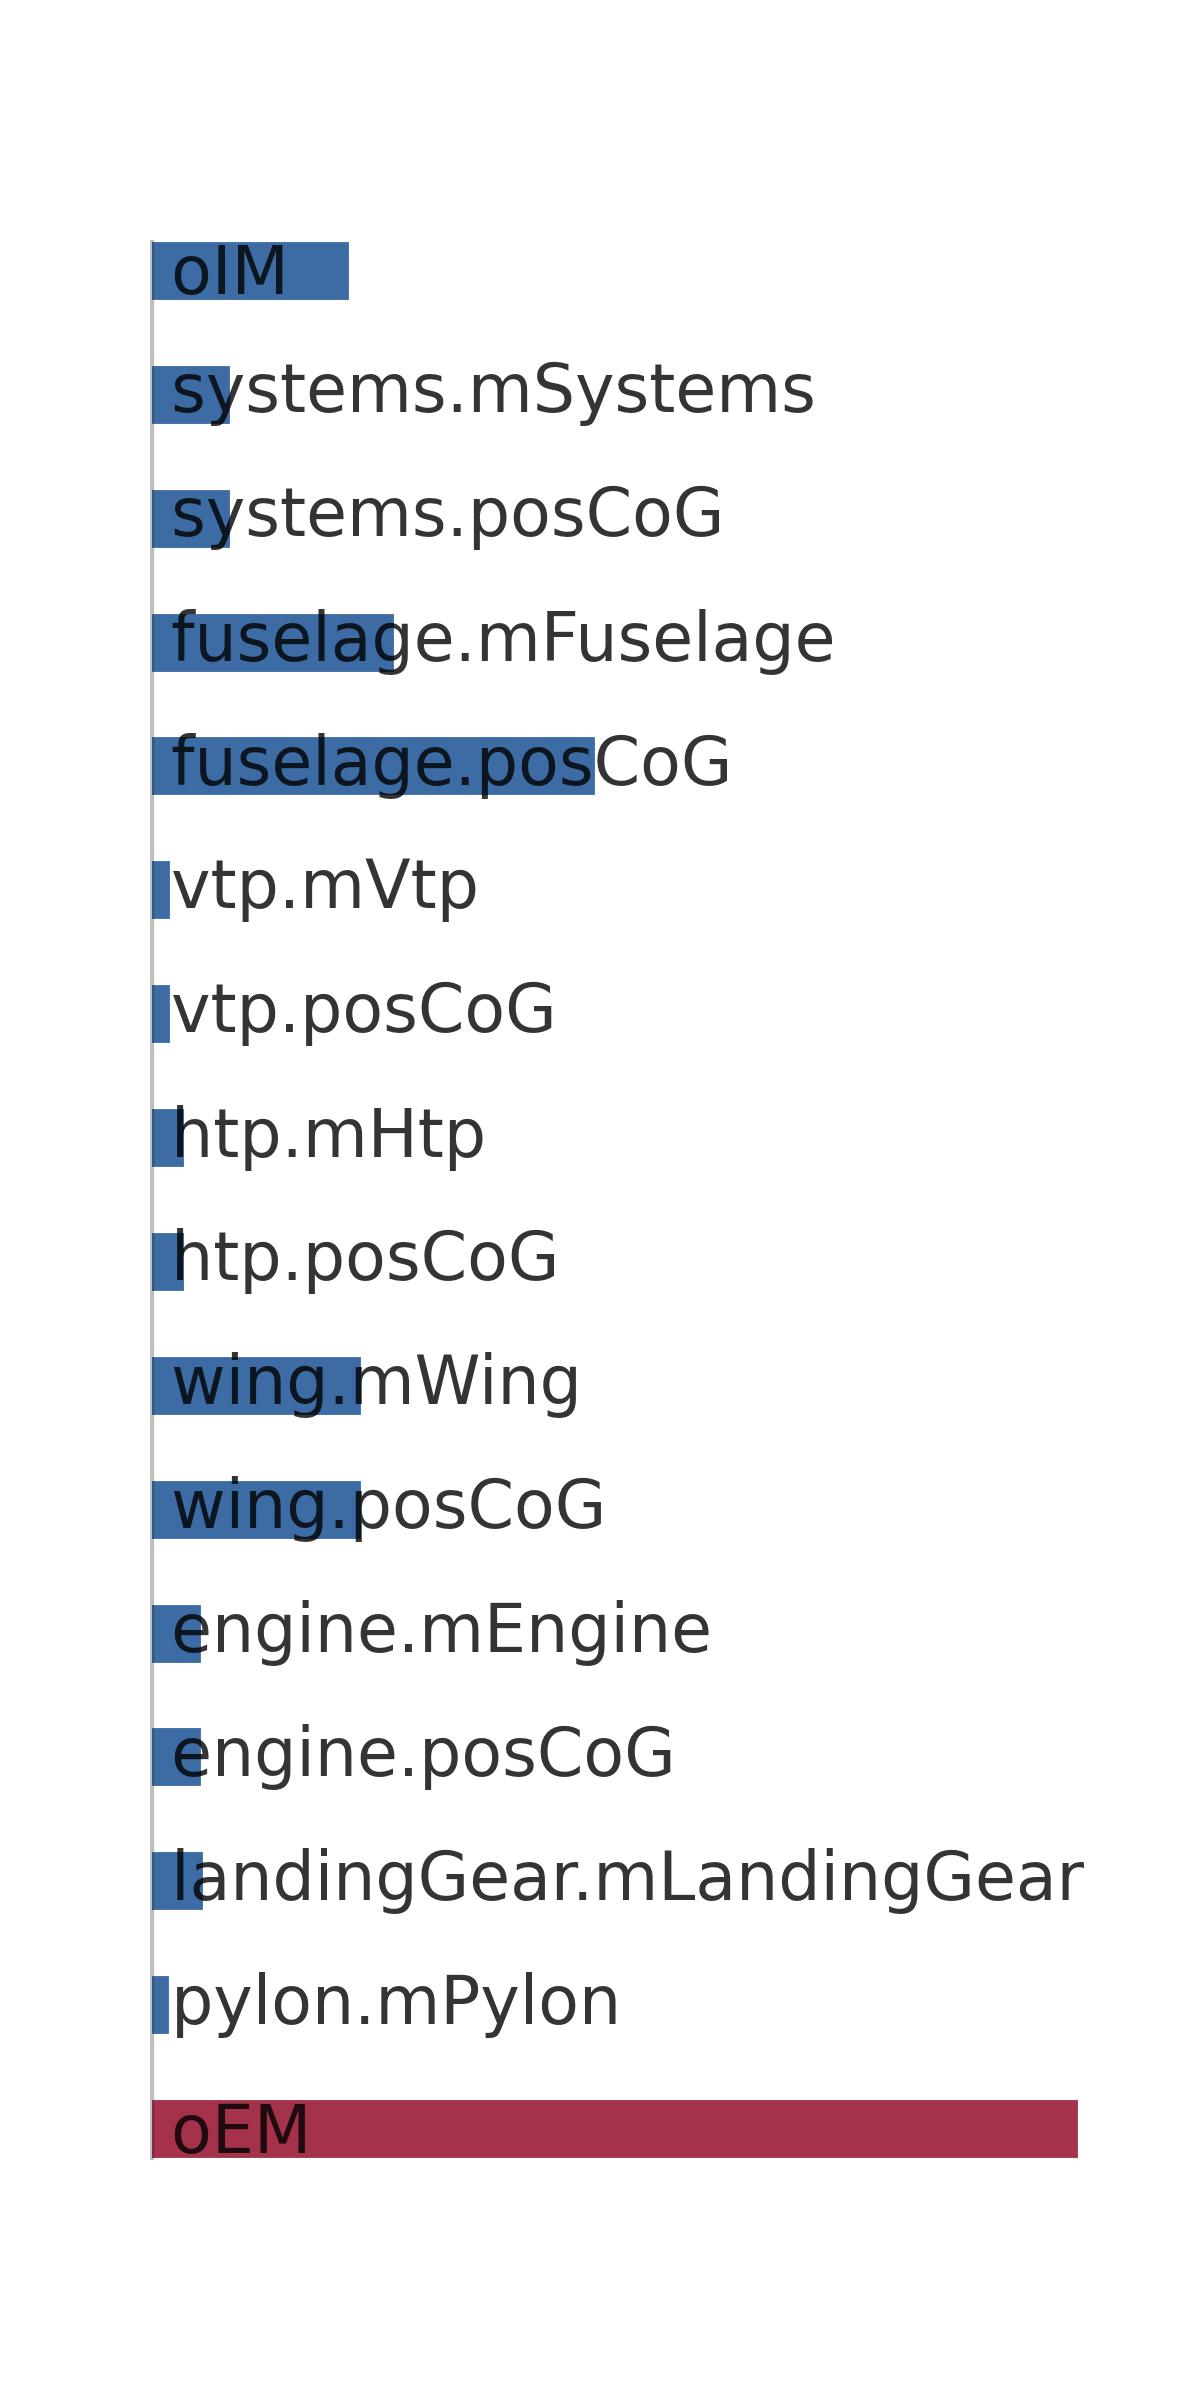 oIM
systems.mSystems
systems.posCoG
fuselage.mFuselage
fuselage.posCoG
vtp.mVtp
vtp.posCoG
htp.mHtp
htp.posCoG
wing.mWing
wing.posCoG
engine.mEngine
engine.posCoG
landingGear.mLandingGear
pylon.mPylon
oEM